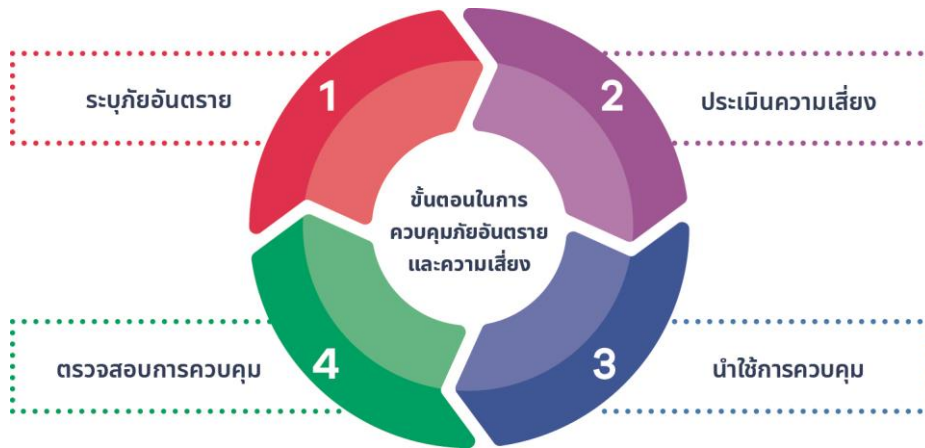 1
ระบุภัยอันตราย
2
ประเมินความเสี่ยง
ขั้นตอนในการ
ควบคุมภัยอันตราย
และความเสี่ยง
4
ตรวจสอบการควบคุม
3
นำใช้การควบคุม